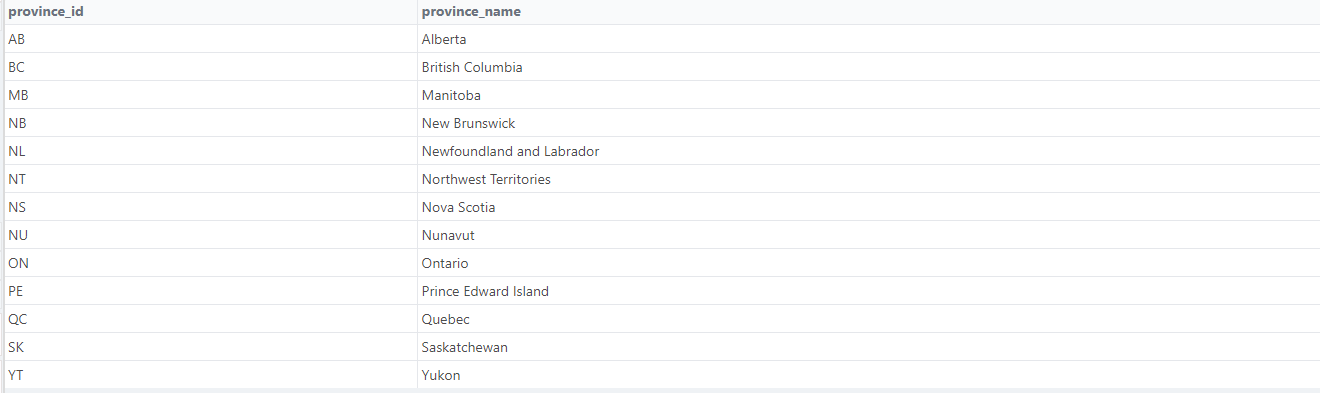 province_id province_name
AB Alberta
BC British Columbia
MB Manitoba
NB New Brunswick
NL Newfoundland and Labrador
NT Northwest Territories
NS Nova Scotia
NU Nunavut
ON Ontario
PE Prince Edward Island
QC Quebec
SK Saskatchewan
YT Yukon